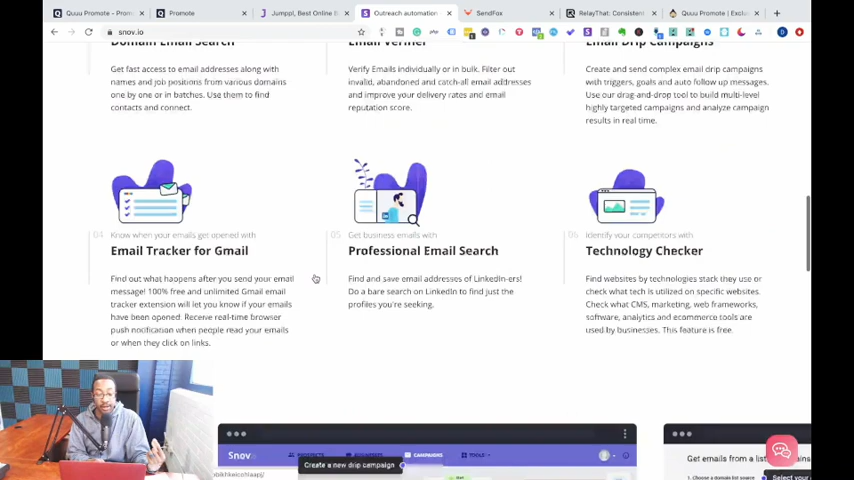 Quuu Promote – Prom
Promote
Jumppl, Best Online B
Outreach automation
SendFox
RelayThat: Consistent
Quuu Promote | Exclus
snov.io
Domain Email Search
Email Verifier
Email Drip Campaigns
Get fast access to email addresses along with
names and job positions from various domains
one by one or in batches. Use them to find
contacts and connect.
Verify Emails individually or in bulk. Filter out
invalid, abandoned and catch-all email addresses
and improve your delivery rates and email
reputation score.
Create and send complex email drip campaigns
with triggers, goals and auto follow up messages.
Use our drag-and-drop tool to build multi-level
highly targeted campaigns and analyze campaign
results in real time.
04 Know when your emails get opened with
Email Tracker for Gmail
Find out what happens after you send your email
message! 100% free and unlimited Gmail email
tracker extension will let you know if your emails
have been opened. Receive real-time browser
push notification when people read your emails
or when they click on links.
05 Get business emails with
Professional Email Search
Find and save email addresses of LinkedIn-ers!
Do a bare search on LinkedIn to find just the
profiles you're seeking.
06 Identify your competitors with
Technology Checker
Find websites by technologies stack they use or
check what tech is utilized on specific websites.
Check what CMS, marketing, web frameworks,
software, analytics and ecommerce tools are
used by businesses. This feature is free.
Snov
PROSPECTS
CAMPAIGNS
TOOLS
Create a new drip campaign
Start
Get emails from a list
1. Choose a domain list source
Select your